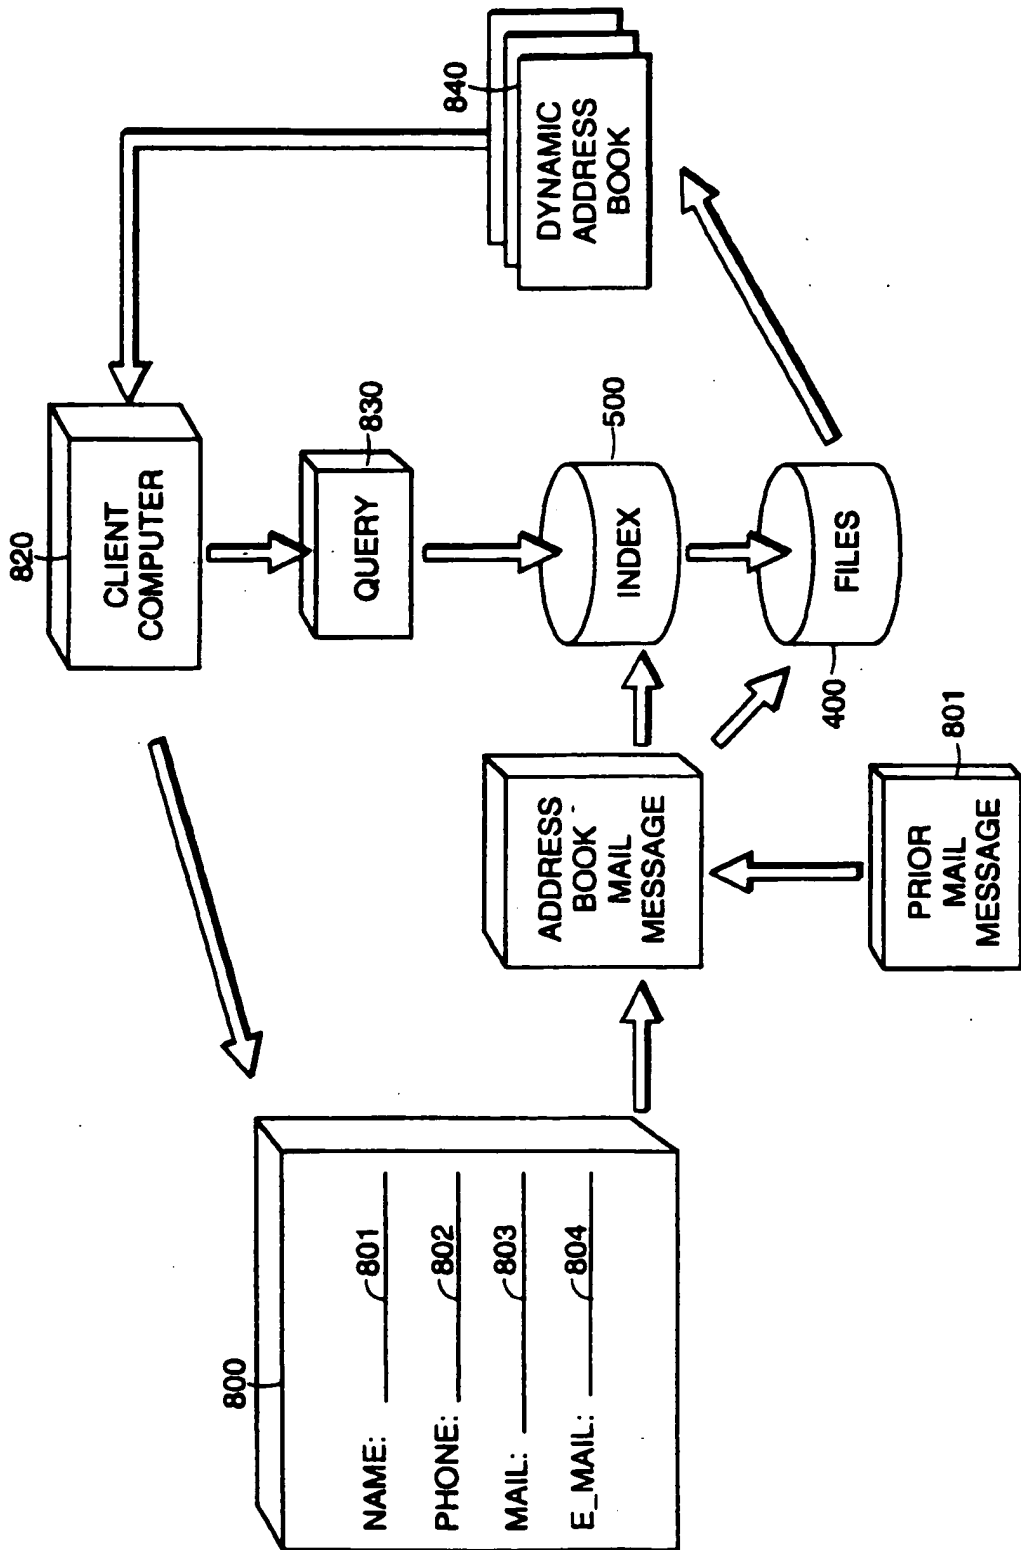 800
NAME: 801
PHONE: 802
MAIL: 803
E_MAIL: 804
820
CLIENT
COMPUTER
QUERY
830
INDEX
500
FILES
400
ADDRESS
BOOK
MAIL
MESSAGE
PRIOR
MAIL
MESSAGE
801
DYNAMIC
ADDRESS
BOOK
840